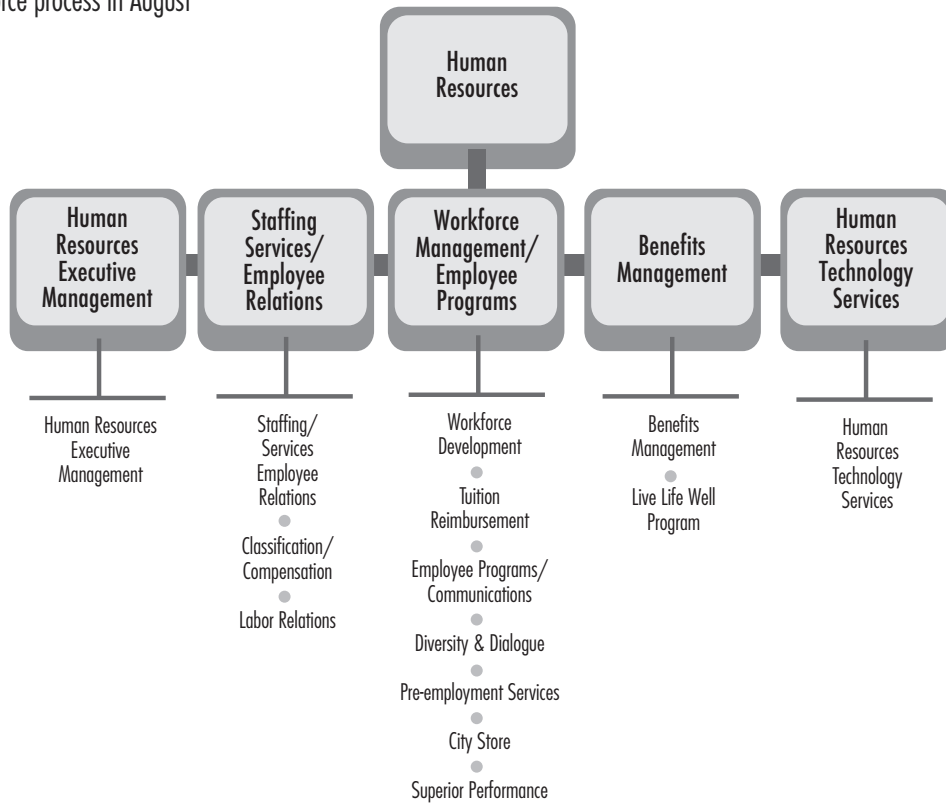 process in August
Human
Resources
Human
Resources
Executive
Management
Staffing
Services/
Employee
Relations
Workforce
Management/
Employee
Programs
Benefits
Management
Human
Resources
Technology
Services
Human Resources
Executive
Management
Staffing/
Services
Employee
Relations
Classification/
Compensation
Labor Relations
Workforce
Development
Tuition
Reimbursement
Employee Programs/
Communications
Diversity & Dialogue
Pre-employment Services
City Store
Superior Performance
Benefits
Management
Live Life Well
Program
Human
Resources
Technology
Services